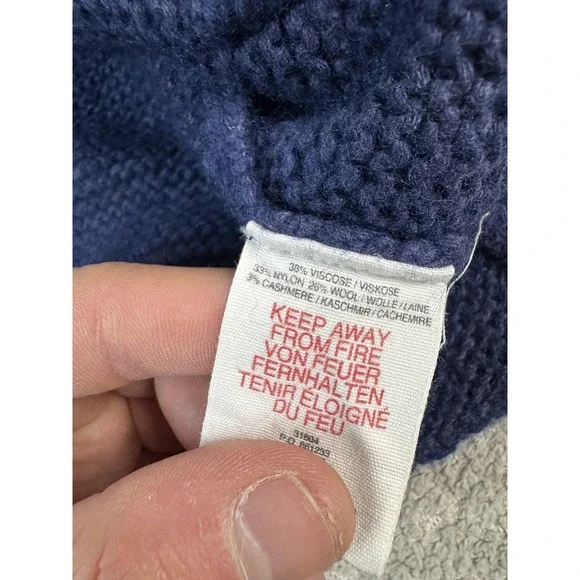 38% VISCOSE / VISKOSE
33% NYLON 26% WOOL / WOLLE / LAINE
3% CASHMERE / KASCHMIR / CACHEMIRE
KEEP AWAY
FROM FIRE
VON FEUER
FERNHALTEN
TENIR ELOIGNÉ
DU FEU
31804
P.O. 861233